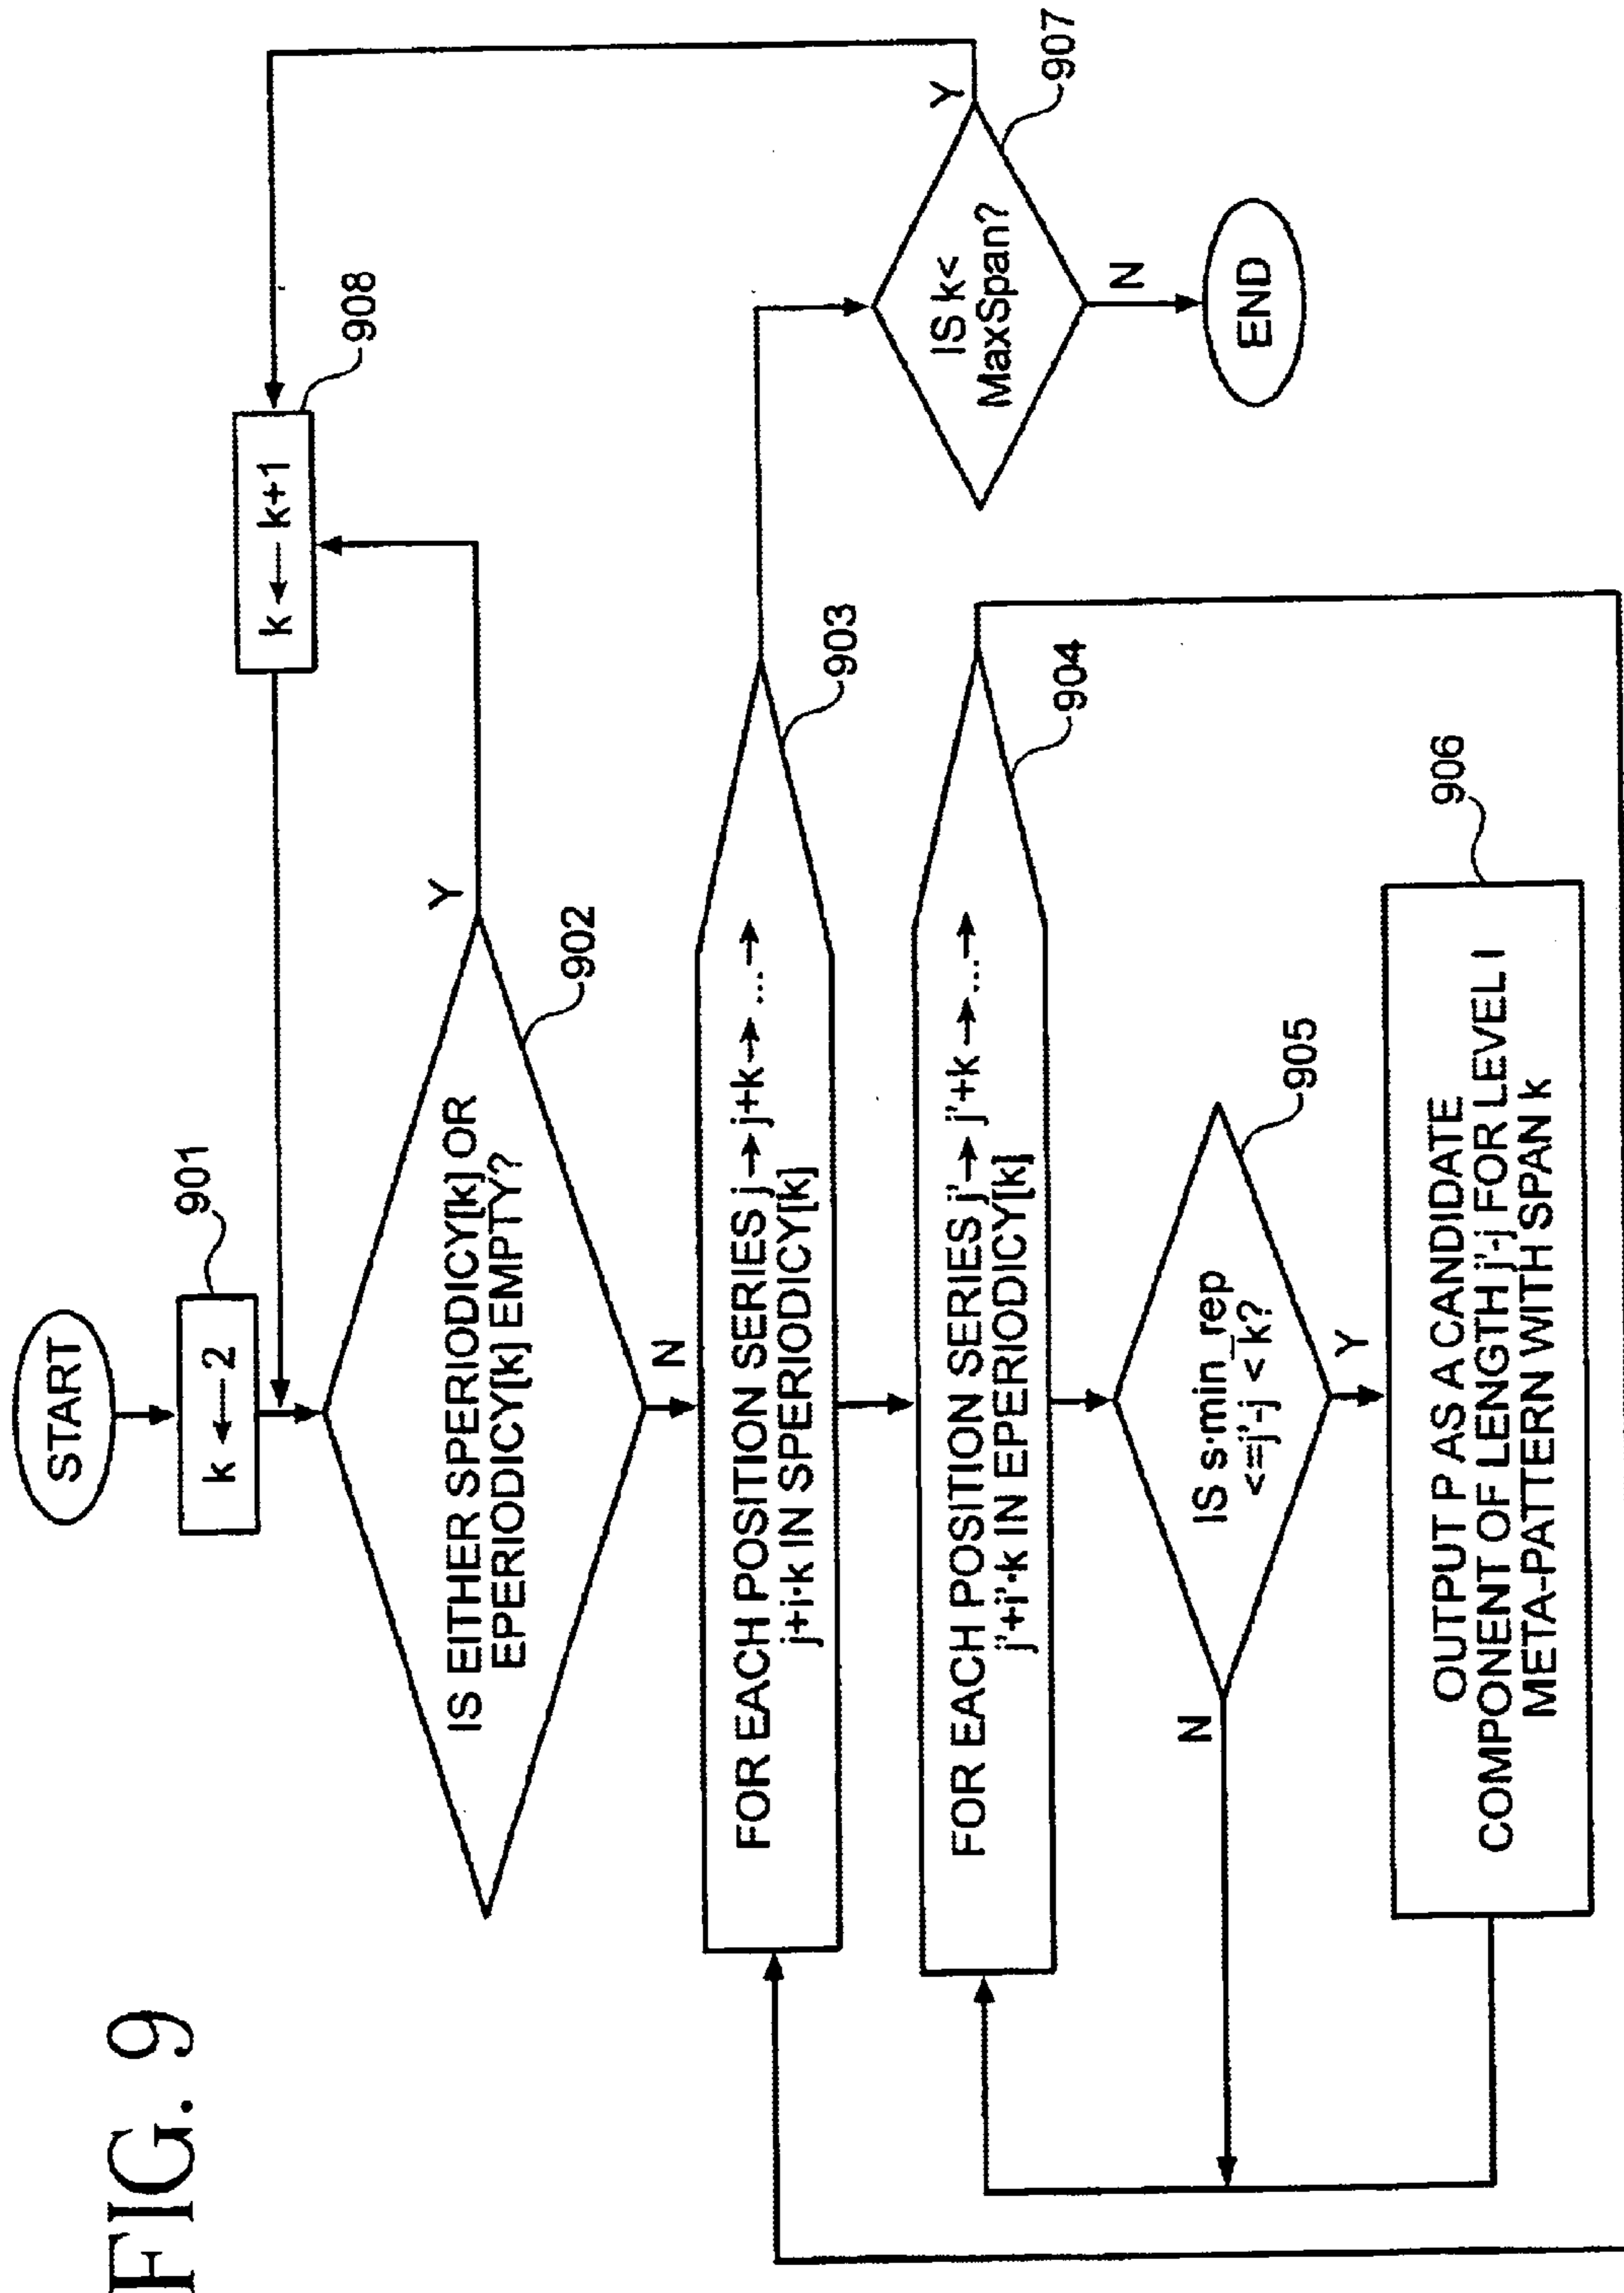 FIG. 9
START
901
k ← 2
IS EITHER SPERIODICY[k] OR
EPERIODICY[k] EMPTY?
902
Y
N
908
k ← k+1
FOR EACH POSITION SERIES j → j+k → ... →
j+i·k IN SPERIODICY[k]
903
FOR EACH POSITION SERIES j' → j'+k → ... →
j'+i'·k IN EPERIODICY[k]
904
IS s·min_rep
<=j'-j < k?
905
N
Y
OUTPUT P AS A CANDIDATE
COMPONENT OF LENGTH j'-j FOR LEVEL l
META-PATTERN WITH SPAN k
906
IS k<
MaxSpan?
907
Y
N
END